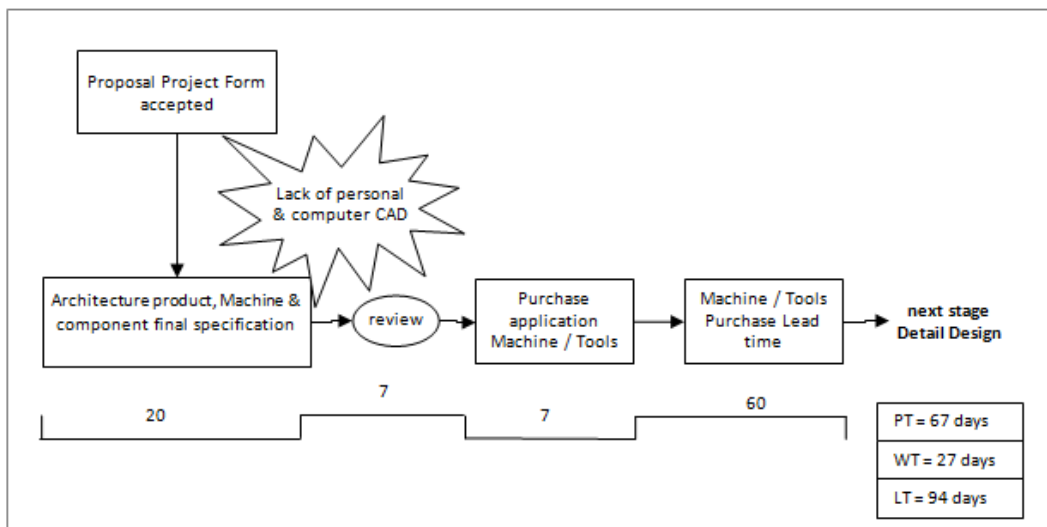 Proposal Project Form
accepted
Lack of personal
& computer CAD
Architecture product, Machine &
component final specification
review
Purchase
application
Machine / Tools
Machine / Tools
Purchase Lead
time
next stage
Detail Design
20
7
7
60
PT = 67 days
WT = 27 days
LT = 94 days